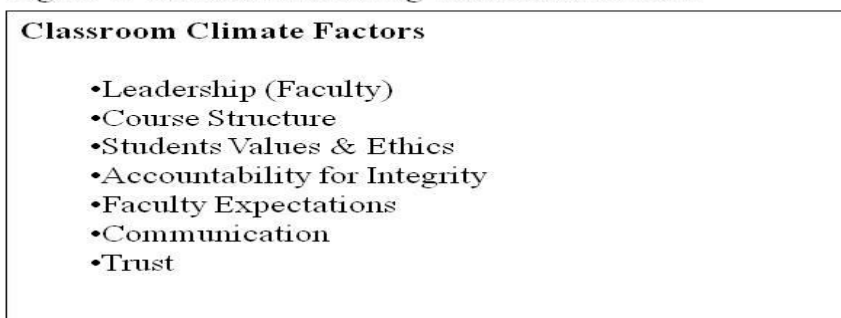 Classroom Climate Factors
•Leadership (Faculty)
•Course Structure
•Students Values & Ethics
•Accountability for Integrity
•Faculty Expectations
•Communication
•Trust